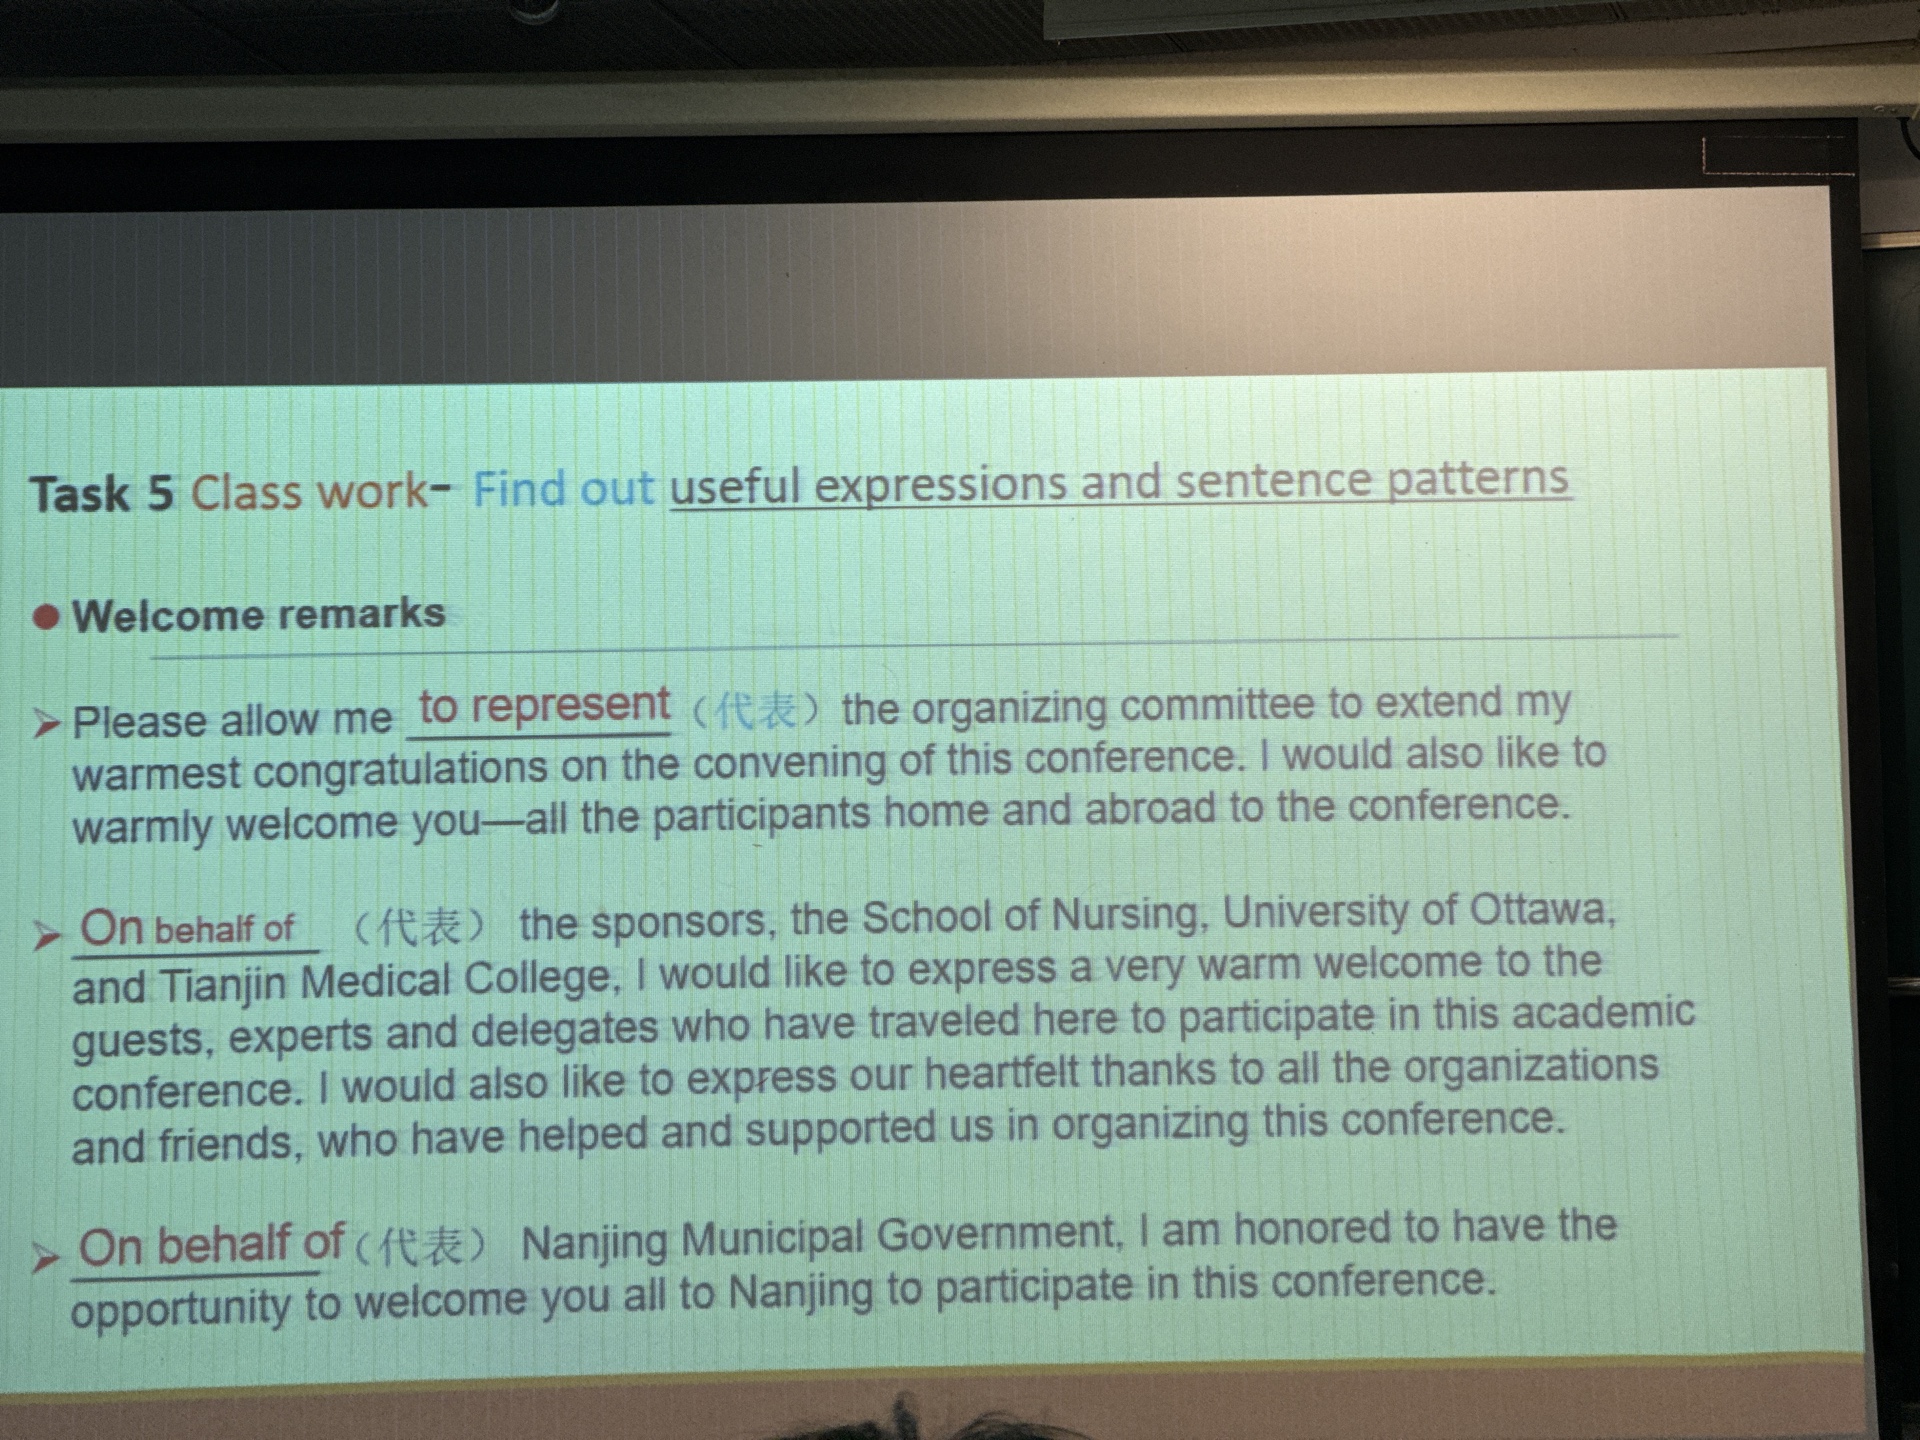 Task 5 Class work- Find out useful expressions and sentence patterns
● Welcome remarks
➢ Please allow me to represent （代表） the organizing committee to extend my
warmest congratulations on the convening of this conference. I would also like to
warmly welcome you—all the participants home and abroad to the conference.
➢ On behalf of （代表） the sponsors, the School of Nursing, University of Ottawa,
and Tianjin Medical College, I would like to express a very warm welcome to the
guests, experts and delegates who have traveled here to participate in this academic
conference. I would also like to express our heartfelt thanks to all the organizations
and friends, who have helped and supported us in organizing this conference.
➢ On behalf of（代表） Nanjing Municipal Government, I am honored to have the
opportunity to welcome you all to Nanjing to participate in this conference.